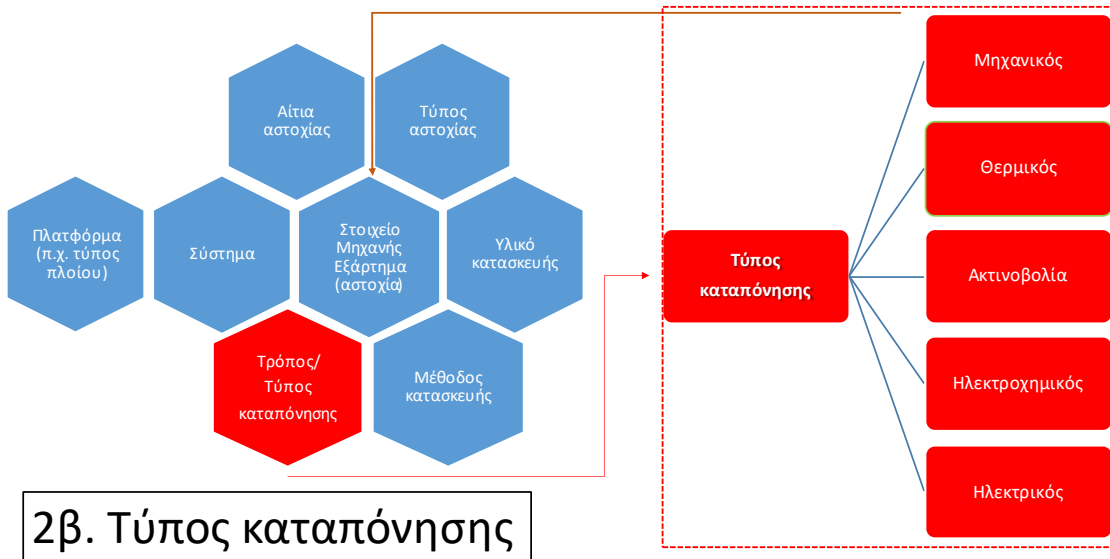 Αίτια
αστοχίας
Τύπος
αστοχίας
Πλατφόρμα
(π.χ. τύπος
πλοίου)
Σύστημα
Στοιχείο
Μηχανής
Εξάρτημα
(αστοχία)
Υλικό
κατασκευής
Τρόπος/
Τύπος
καταπόνησης
Μέθοδος
κατασκευής
2β. Τύπος καταπόνησης
Τύπος
καταπόνησης
Μηχανικός
Θερμικός
Ακτινοβολία
Ηλεκτροχημικός
Ηλεκτρικός